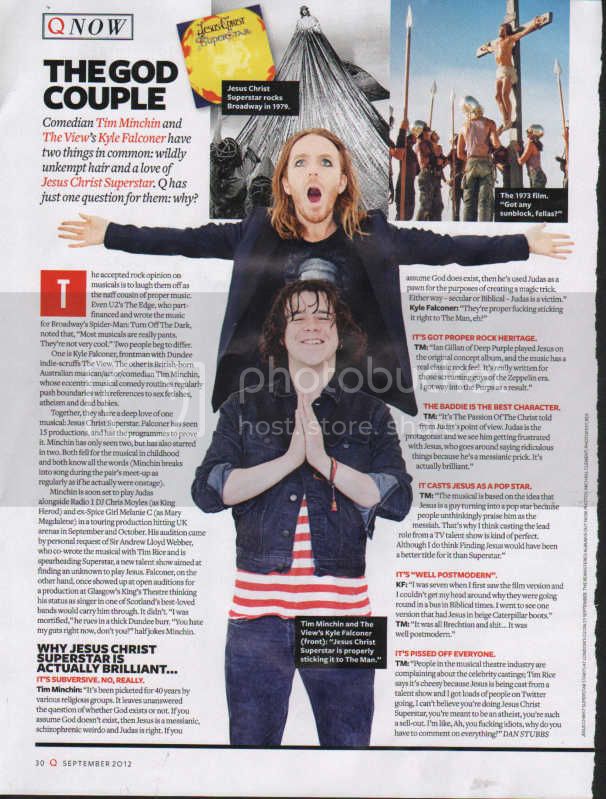 Q NOW
THE GOD
COUPLE
Comedian Tim Minchin and
The View's Kyle Falconer have
two things in common: wildly
unkempt hair and a love of
Jesus Christ Superstar. Q has
just one question for them: why?
Jesus Christ
Superstar
Jesus Christ
Superstar rocks
Broadway in 1979.
The 1973 film.
"Got any
sunblock, fellas?"
The accepted rock opinion on
musicals is to laugh them off as
the naff cousin of proper music.
Even U2's The Edge, who part-
financed and wrote the music
for Broadway's Spider-Man: Turn Off The Dark,
noted that, "Most musicals are really pants.
They're not very cool." Two people beg to differ.
One is Kyle Falconer, frontman with Dundee
indie-scruffs The View. The other is British-born
Australian musician/actor/comedian Tim Minchin,
whose eccentric musical comedy routines regularly
push boundaries with references to sex fetishes,
atheism and dead babies.
Together, they share a deep love of one
musical: Jesus Christ Superstar. Falconer has seen
15 productions, and has the programmes to prove
it. Minchin has only seen two, but has also starred
in two. Both fell for the musical in childhood
and both know all the words (Minchin breaks
into song during the pair's meet-up as
regularly as if he actually were onstage).
Minchin is soon set to play Judas
alongside Radio 1 DJ Chris Moyles (as King
Herod) and ex-Spice Girl Melanie C (as Mary
Magdalene) in a touring production hitting UK
arenas in September and October. His audition came
by personal request of Sir Andrew Lloyd Webber,
who co-wrote the musical with Tim Rice and is
spearheading Superstar, a new talent show aimed at
finding an unknown to play Jesus. Falconer, on the
other hand, once showed up at open auditions for
a production at Glasgow's King's Theatre thinking
his status as singer in one of Scotland's best-loved
bands would carry him through. It didn't. "I was
mortified," he rues in a thick Dundee burr. "You hate
my guts right now, don't you?" half jokes Minchin.
WHY JESUS CHRIST
SUPERSTAR IS
ACTUALLY BRILLIANT...
IT'S SUBVERSIVE. NO, REALLY.
Tim Minchin: "It's been picketed for 40 years by
various religious groups. It leaves unanswered
the question of whether God exists or not. If you
assume God doesn't exist, then Jesus is a messianic,
schizophrenic weirdo and Judas is right. If you
assume God does exist, then he's used Judas as a
pawn for the purposes of creating a magic trick.
Either way – secular or Biblical – Judas is a victim."
Kyle Falconer: "They're proper fucking sticking
it right to The Man, eh?"
IT'S GOT PROPER ROCK HERITAGE.
TM: "Ian Gillan of Deep Purple played Jesus on
the original concept album, and the music has a
real classic rock feel. It's really written for
those screaming guys of the Zeppelin era.
I got way into the Purps as a result."
THE BADDIE IS THE BEST CHARACTER.
TM: "It's The Passion Of The Christ told
from Judas's point of view. Judas is the
protagonist and we see him getting frustrated
with Jesus, who goes around saying ridiculous
things because he's a messianic prick. It's
actually brilliant."
IT CASTS JESUS AS A POP STAR.
TM: "The musical is based on the idea that
Jesus is a guy turning into a pop star because
people unthinkingly praise him as the
messiah. That's why I think casting the lead
role from a TV talent show is kind of perfect.
Although I do think Finding Jesus would have been
a better title for it than Superstar."
IT'S "WELL POSTMODERN".
KF: "I was seven when I first saw the film version and
I couldn't get my head around why they were going
round in a bus in Biblical times. I went to see one
version that had Jesus in beige Caterpillar boots."
TM: "It was all Brechtian and shit... It was
well postmodern."
IT'S PISSED OFF EVERYONE.
TM: "People in the musical theatre industry are
complaining about the celebrity castings; Tim Rice
says it's cheesy because Jesus is being cast from a
talent show and I got loads of people on Twitter
going, I can't believe you're doing Jesus Christ
Superstar, you're meant to be an atheist, you're such
a sell-out. I'm like, Ah, you fucking idiots, why do you
have to comment on everything?" DAN STUBBS
Tim Minchin and The
View's Kyle Falconer
(front): "Jesus Christ
Superstar is properly
sticking it to The Man."
30 Q SEPTEMBER 2012
photobucket
host. store. share.